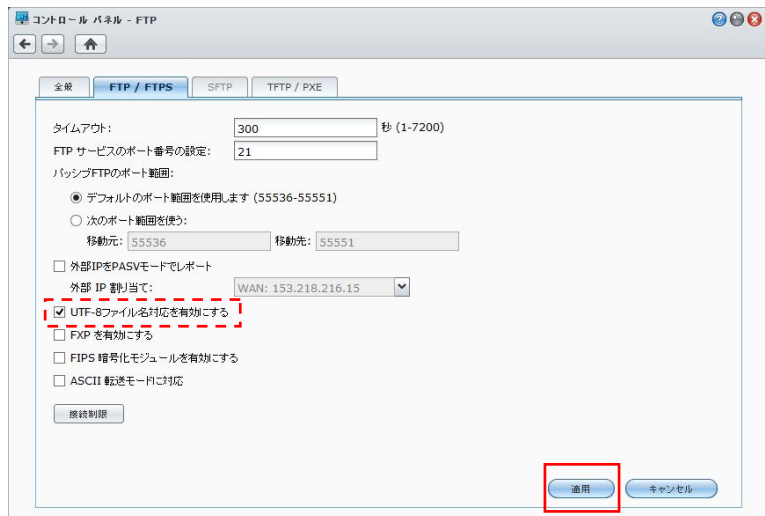 コントロール パネル - FTP
全般 FTP / FTPS SFTP TFTP / PXE
タイムアウト: 300 秒 (1-7200)
FTP サービスのポート番号の設定: 21
パッシブFTPのポート範囲:
デフォルトのポート範囲を使用します (55536-55551)
次のポート範囲を使う:
移動元: 55536 移動先: 55551
外部IPをPASVモードでレポート
外部 IP 割り当て: WAN: 153.218.216.15
UTF-8ファイル名対応を有効にする
FXP を有効にする
FIPS 暗号化モジュールを有効にする
ASCII 転送モードに対応
接続制限
適用 キャンセル